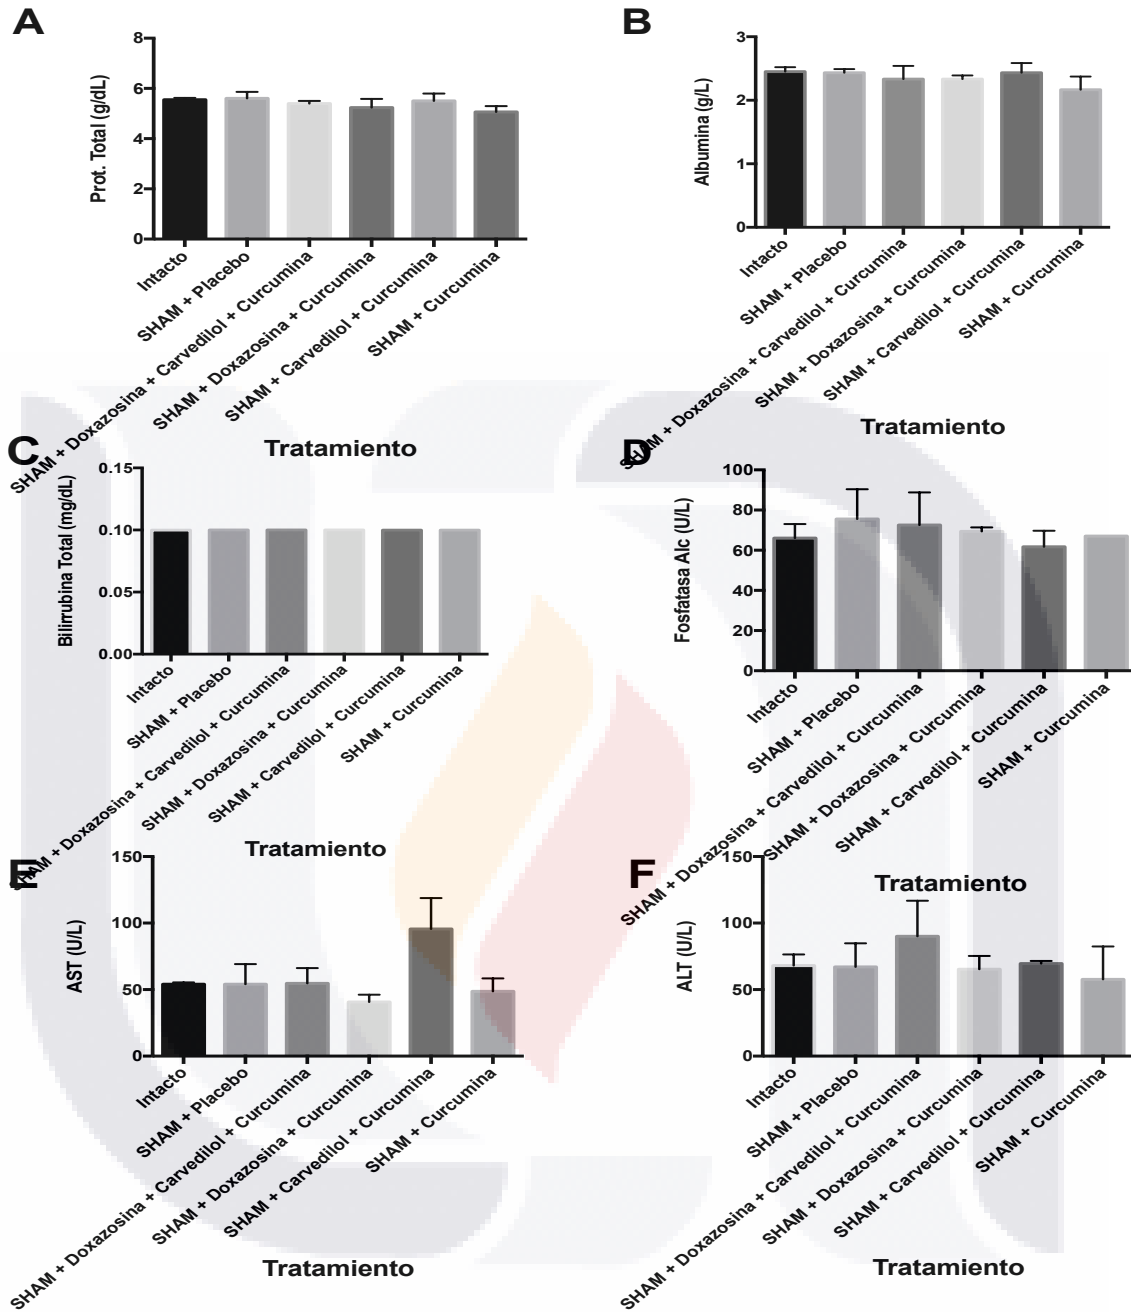 A
Prot. Total (g/dL)
8
6
4
2
0
Intacto
SHAM + Placebo
SHAM + Doxazosina + Carvedilol + Curcumina
SHAM + Doxazosina + Curcumina
SHAM + Carvedilol + Curcumina
SHAM + Curcumina
Tratamiento
B
Albumina (g/L)
3
2
1
0
Intacto
SHAM + Placebo
SHAM + Doxazosina + Carvedilol + Curcumina
SHAM + Doxazosina + Curcumina
SHAM + Carvedilol + Curcumina
SHAM + Curcumina
Tratamiento
C
Bilirrubina Total (mg/dL)
0.15
0.10
0.05
0.00
Intacto
SHAM + Placebo
SHAM + Doxazosina + Carvedilol + Curcumina
SHAM + Doxazosina + Curcumina
SHAM + Carvedilol + Curcumina
SHAM + Curcumina
Tratamiento
D
Fosfatasa Alc (U/L)
100
80
60
40
20
0
Intacto
SHAM + Placebo
SHAM + Doxazosina + Carvedilol + Curcumina
SHAM + Doxazosina + Curcumina
SHAM + Carvedilol + Curcumina
SHAM + Curcumina
Tratamiento
E
AST (U/L)
150
100
50
0
Intacto
SHAM + Placebo
SHAM + Doxazosina + Carvedilol + Curcumina
SHAM + Doxazosina + Curcumina
SHAM + Carvedilol + Curcumina
SHAM + Curcumina
Tratamiento
F
ALT (U/L)
150
100
50
0
Intacto
SHAM + Placebo
SHAM + Doxazosina + Carvedilol + Curcumina
SHAM + Doxazosina + Curcumina
SHAM + Carvedilol + Curcumina
SHAM + Curcumina
Tratamiento